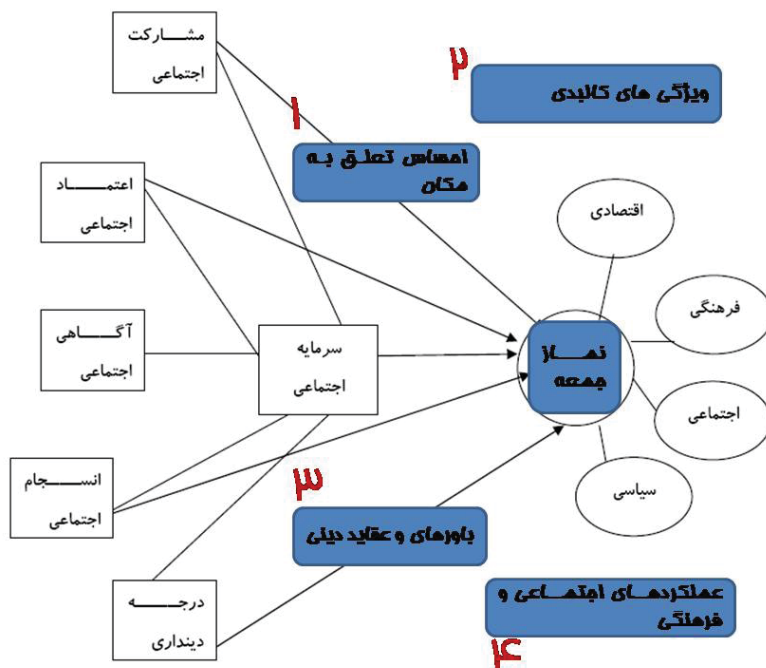 مشارکت
اجتماعی
۲
ویژگی های کالبدی
۱
احساس تعلق به
مکان
اعتماد
اجتماعی
اقتصادی
فرهنگی
آگاهی
اجتماعی
سرمایه
اجتماعی
نماز
جمعه
اجتماعی
سیاسی
انسجام
اجتماعی
۳
باورهای و عقاید دینی
درجه
دینداری
عملکردهای اجتماعی و
فرهنگی
۴